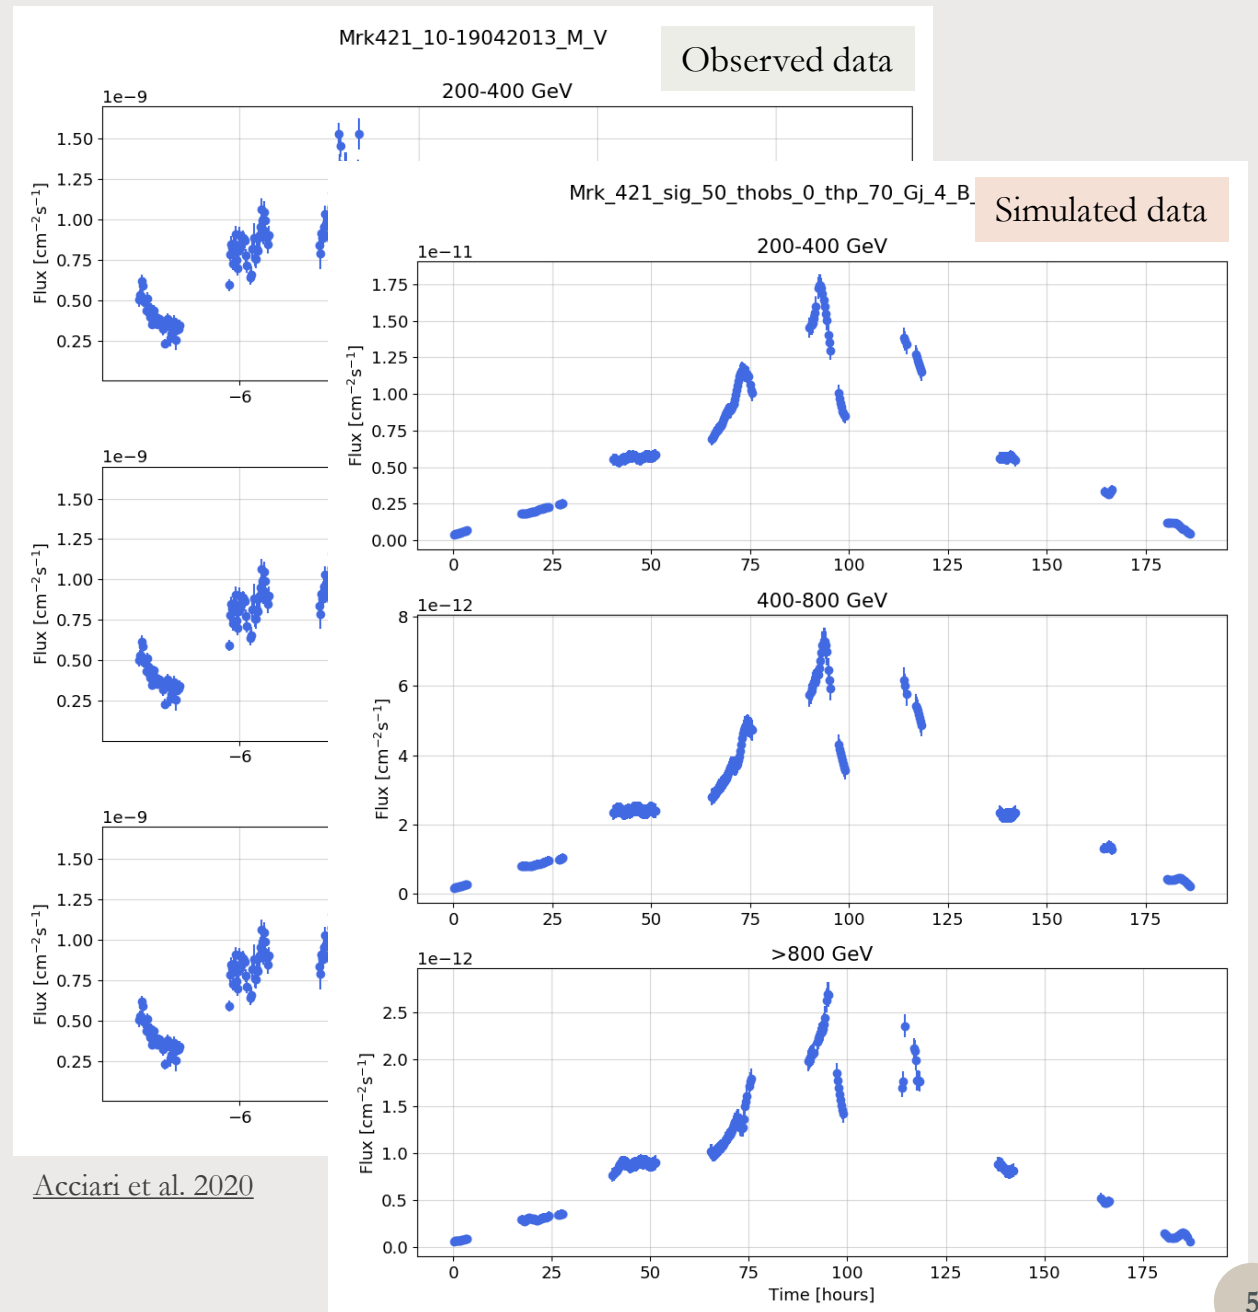 Mrk421_10-19042013_M_V
Observed data
200-400 GeV
1e−9
1.50
1.25
1.00
0.75
0.50
0.25
Flux [cm−2s−1]
−6
1e−9
1.50
1.25
1.00
0.75
0.50
0.25
Flux [cm−2s−1]
−6
1e−9
1.50
1.25
1.00
0.75
0.50
0.25
Flux [cm−2s−1]
−6
Acciari et al. 2020
Mrk_421_sig_50_thobs_0_thp_70_Gj_4_B_
Simulated data
200-400 GeV
1e−11
1.75
1.50
1.25
1.00
0.75
0.50
0.25
0.00
Flux [cm−2s−1]
0 25 50 75 100 125 150 175
400-800 GeV
1e−12
8
6
4
2
0
Flux [cm−2s−1]
0 25 50 75 100 125 150 175
>800 GeV
1e−12
2.5
2.0
1.5
1.0
0.5
0.0
Flux [cm−2s−1]
0 25 50 75 100 125 150 175
Time [hours]
5